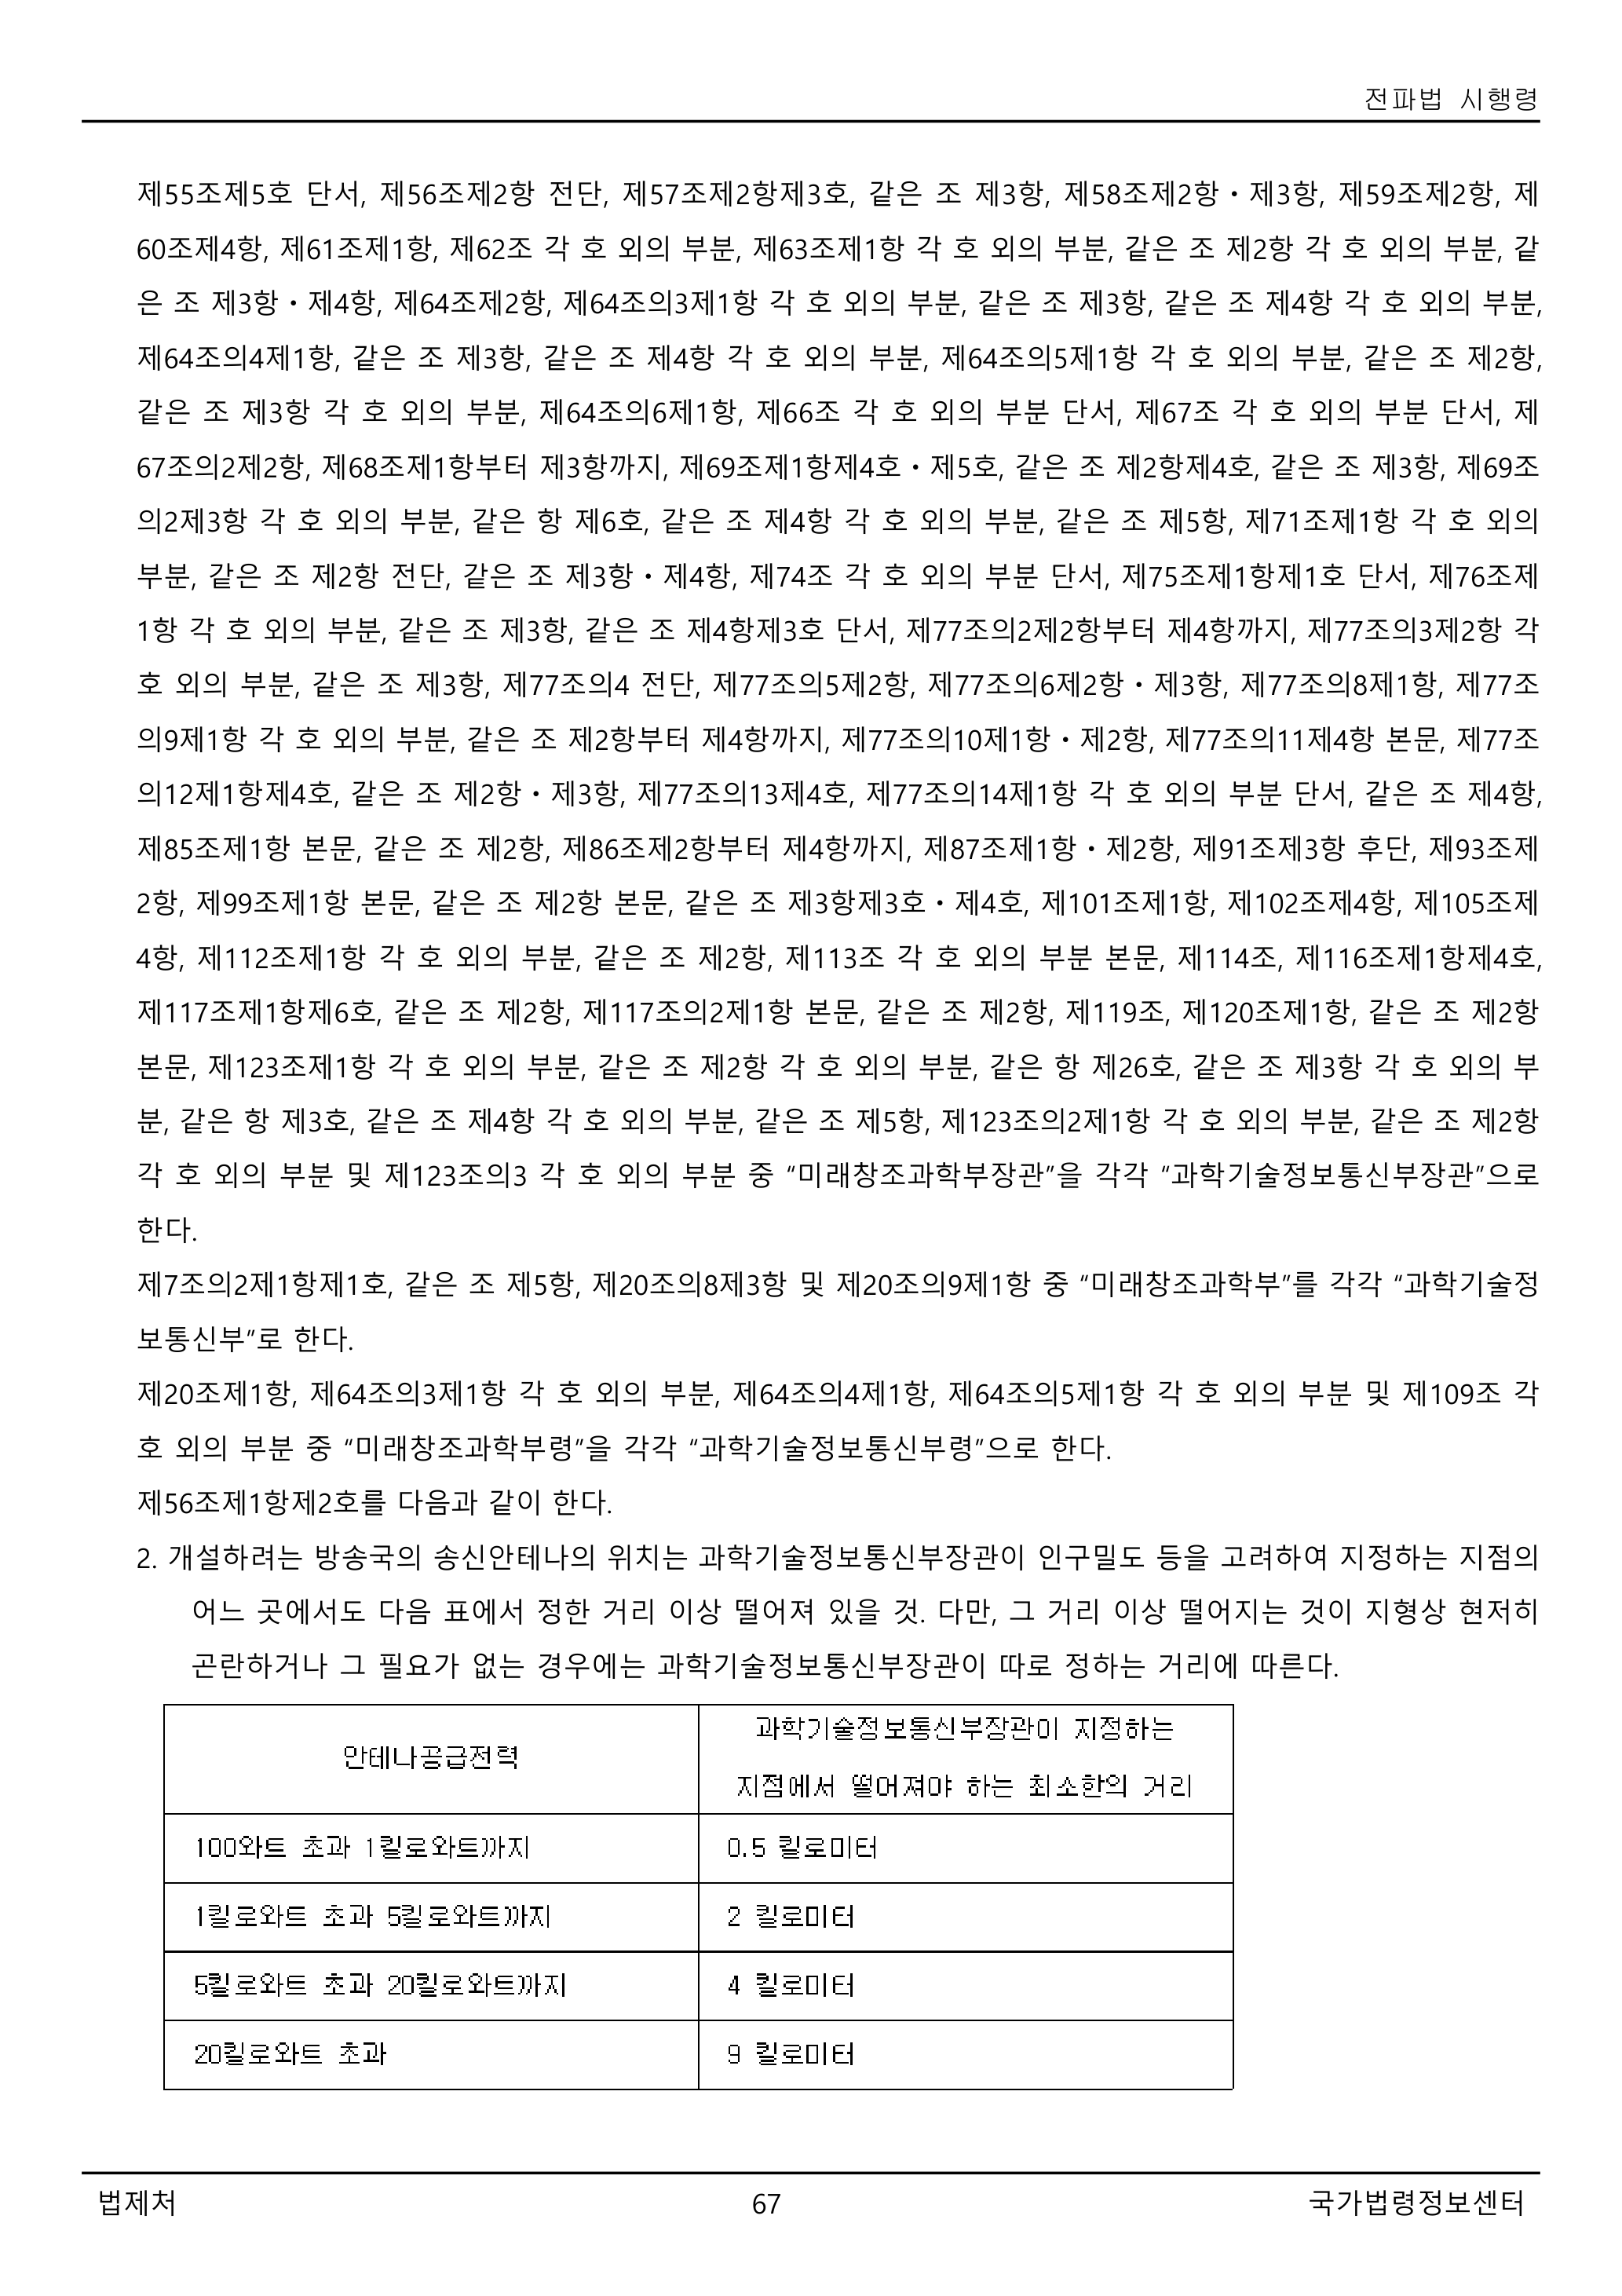 전파법 시행령
제55조제5호 단서, 제56조제2항 전단, 제57조제2항제3호, 같은 조 제3항, 제58조제2항ㆍ제3항, 제59조제2항, 제
60조제4항, 제61조제1항, 제62조 각 호 외의 부분, 제63조제1항 각 호 외의 부분, 같은 조 제2항 각 호 외의 부분, 같
은 조 제3항ㆍ제4항, 제64조제2항, 제64조의3제1항 각 호 외의 부분, 같은 조 제3항, 같은 조 제4항 각 호 외의 부분,
제64조의4제1항, 같은 조 제3항, 같은 조 제4항 각 호 외의 부분, 제64조의5제1항 각 호 외의 부분, 같은 조 제2항,
같은 조 제3항 각 호 외의 부분, 제64조의6제1항, 제66조 각 호 외의 부분 단서, 제67조 각 호 외의 부분 단서, 제
67조의2제2항, 제68조제1항부터 제3항까지, 제69조제1항제4호ㆍ제5호, 같은 조 제2항제4호, 같은 조 제3항, 제69조
의2제3항 각 호 외의 부분, 같은 항 제6호, 같은 조 제4항 각 호 외의 부분, 같은 조 제5항, 제71조제1항 각 호 외의
부분, 같은 조 제2항 전단, 같은 조 제3항ㆍ제4항, 제74조 각 호 외의 부분 단서, 제75조제1항제1호 단서, 제76조제
1항 각 호 외의 부분, 같은 조 제3항, 같은 조 제4항제3호 단서, 제77조의2제2항부터 제4항까지, 제77조의3제2항 각
호 외의 부분, 같은 조 제3항, 제77조의4 전단, 제77조의5제2항, 제77조의6제2항ㆍ제3항, 제77조의8제1항, 제77조
의9제1항 각 호 외의 부분, 같은 조 제2항부터 제4항까지, 제77조의10제1항ㆍ제2항, 제77조의11제4항 본문, 제77조
의12제1항제4호, 같은 조 제2항ㆍ제3항, 제77조의13제4호, 제77조의14제1항 각 호 외의 부분 단서, 같은 조 제4항,
제85조제1항 본문, 같은 조 제2항, 제86조제2항부터 제4항까지, 제87조제1항ㆍ제2항, 제91조제3항 후단, 제93조제
2항, 제99조제1항 본문, 같은 조 제2항 본문, 같은 조 제3항제3호ㆍ제4호, 제101조제1항, 제102조제4항, 제105조제
4항, 제112조제1항 각 호 외의 부분, 같은 조 제2항, 제113조 각 호 외의 부분 본문, 제114조, 제116조제1항제4호,
제117조제1항제6호, 같은 조 제2항, 제117조의2제1항 본문, 같은 조 제2항, 제119조, 제120조제1항, 같은 조 제2항
본문, 제123조제1항 각 호 외의 부분, 같은 조 제2항 각 호 외의 부분, 같은 항 제26호, 같은 조 제3항 각 호 외의 부
분, 같은 항 제3호, 같은 조 제4항 각 호 외의 부분, 같은 조 제5항, 제123조의2제1항 각 호 외의 부분, 같은 조 제2항
각 호 외의 부분 및 제123조의3 각 호 외의 부분 중 “미래창조과학부장관”을 각각 “과학기술정보통신부장관”으로
한다.
제7조의2제1항제1호, 같은 조 제5항, 제20조의8제3항 및 제20조의9제1항 중 “미래창조과학부”를 각각 “과학기술정
보통신부”로 한다.
제20조제1항, 제64조의3제1항 각 호 외의 부분, 제64조의4제1항, 제64조의5제1항 각 호 외의 부분 및 제109조 각
호 외의 부분 중 “미래창조과학부령”을 각각 “과학기술정보통신부령”으로 한다.
제56조제1항제2호를 다음과 같이 한다.
2. 개설하려는 방송국의 송신안테나의 위치는 과학기술정보통신부장관이 인구밀도 등을 고려하여 지정하는 지점의
어느 곳에서도 다음 표에서 정한 거리 이상 떨어져 있을 것. 다만, 그 거리 이상 떨어지는 것이 지형상 현저히
곤란하거나 그 필요가 없는 경우에는 과학기술정보통신부장관이 따로 정하는 거리에 따른다.
안테나공급전력
과학기술정보통신부장관이 지정하는
지점에서 떨어져야 하는 최소한의 거리
100와트 초과 1킬로와트까지
0.5 킬로미터
1킬로와트 초과 5킬로와트까지
2 킬로미터
5킬로와트 초과 20킬로와트까지
4 킬로미터
20킬로와트 초과
9 킬로미터
법제처
67
국가법령정보센터